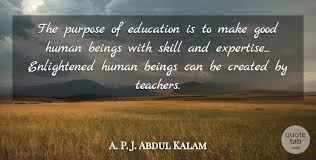 The purpose of education is to make good
human beings with skill and
expertise... Enlightened human beings can be
created by
teachers.
A. P. J. Abdul Kalam
quote
tab